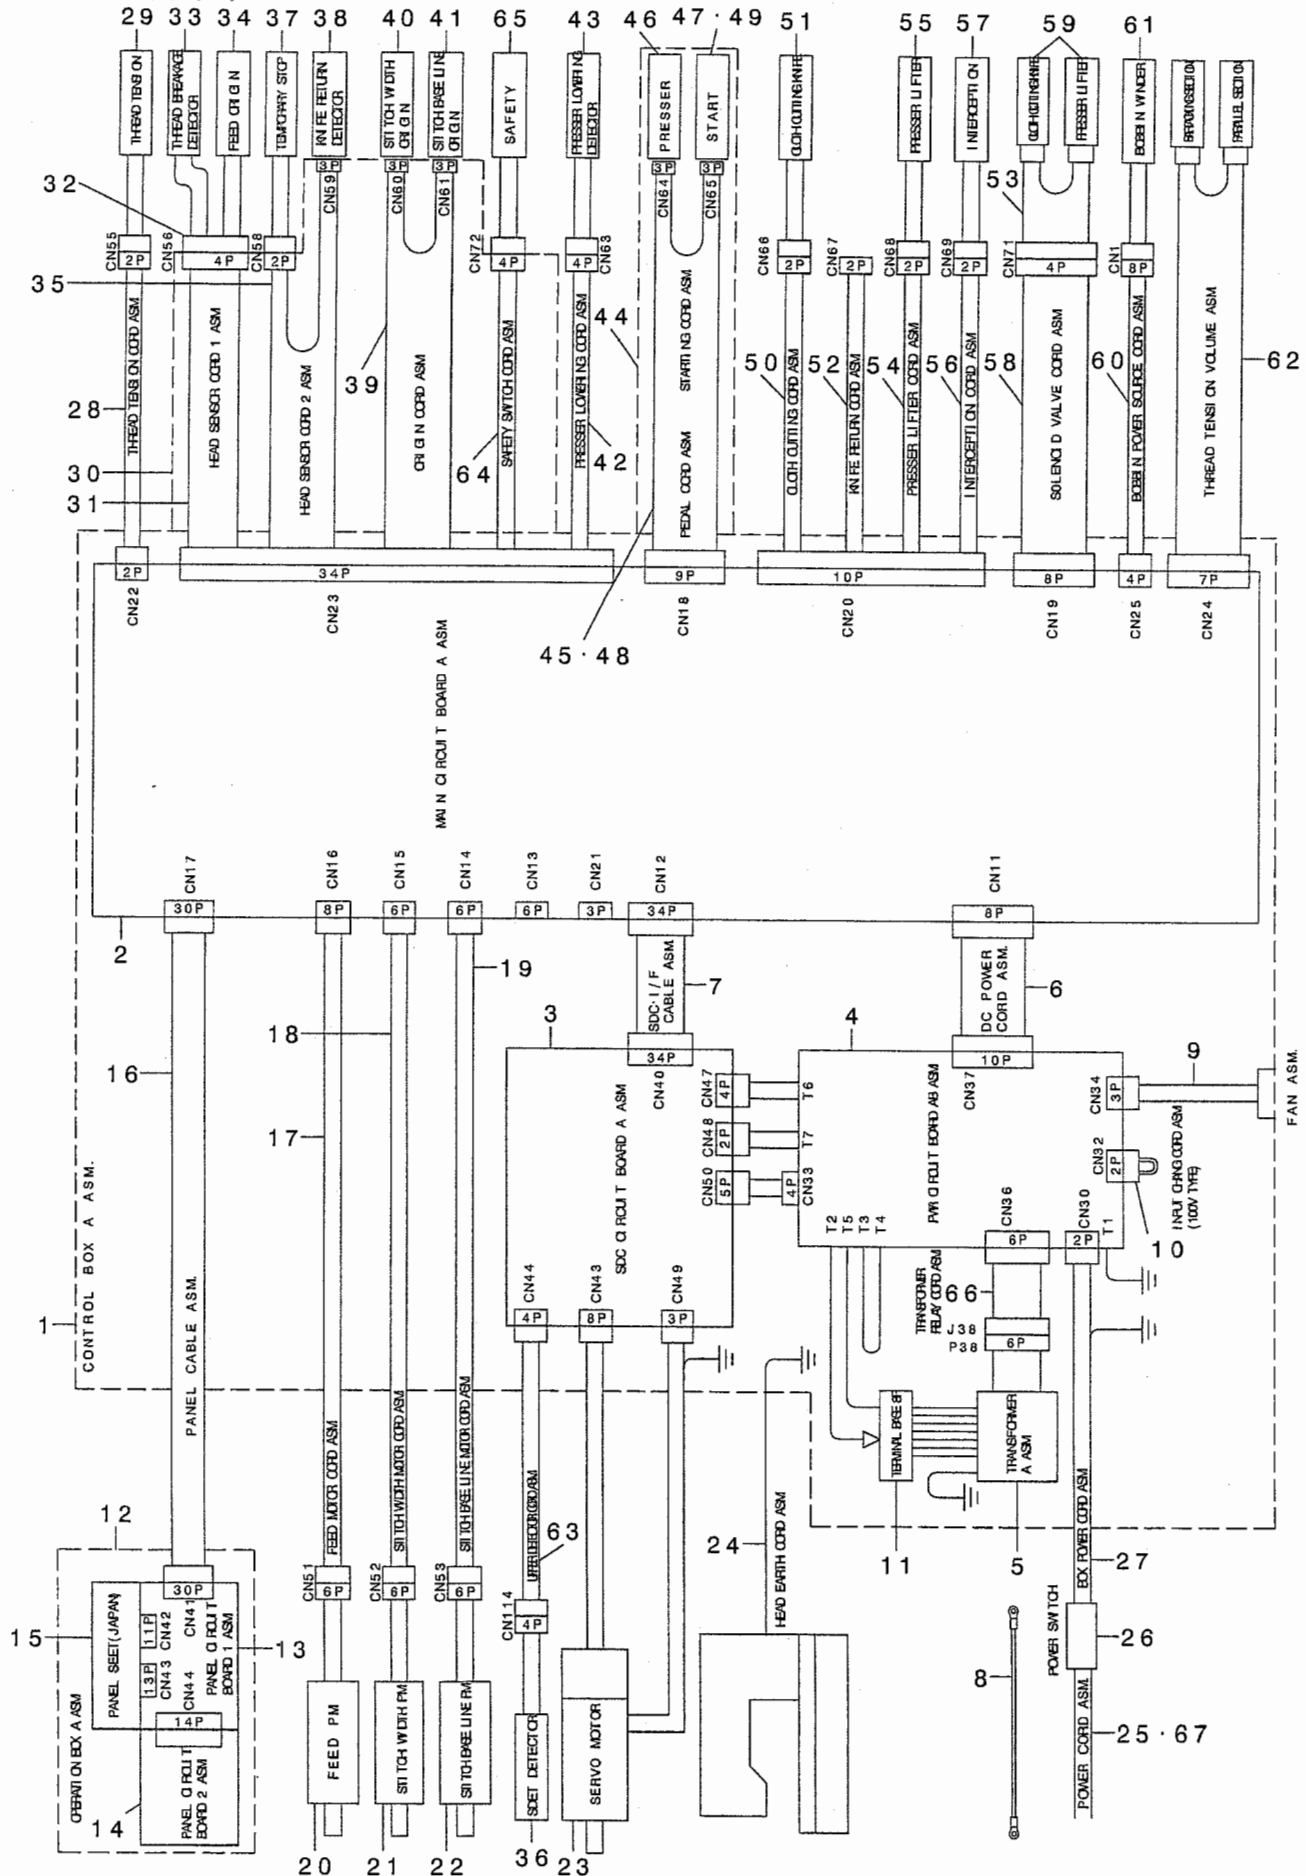 29 33 34 37 38 40 41 65 43 46 47 · 49 51 55 57 59 61
THREAD TENSION
THREAD BREAKAGE
DETECTOR
FEED ORIGIN
TEMPORARY STOP
KNIFE RETURN
DETECTOR
STITCH WIDTH
ORIGIN
STITCH BASE LINE
ORIGIN
SAFETY
PRESSER LOWERING
DETECTOR
PRESSER
START
CLOTH CUTTING KNIFE
PRESSER LIFTER
INTERCEPTION
CLOTH CUTTING KNIFE
PRESSER LIFTER
BOBBIN WINDER
PARALLEL SECTION
3P 3P 3P 3P 3P
CN59 CN60 CN61 CN64 CN65
32
53
CN55 CN56 CN58 CN72 CN63 CN66 CN67 CN68 CN69 CN71 CN1
2P 4P 2P 4P 4P 2P 2P 2P 2P 4P 8P
35
44
39
50 52 54 56 58 60 62
28
64
42
30
31
THREAD TENSION CORD ASM
HEAD SENSOR CORD 1 ASM
HEAD SENSOR CORD 2 ASM
ORIGIN CORD ASM
SAFETY SWITCH CORD ASM
PRESSER LOWERING CORD ASM
PEDAL CORD ASM
STARTING CORD ASM
CLOTH CUTTING CORD ASM
KNIFE RETURN CORD ASM
PRESSER LIFTER CORD ASM
INTERCEPTION CORD ASM
SOLENOID VALVE CORD ASM
BOBBIN POWER SOURCE CORD ASM
THREAD TENSION VOLUME ASM
2P 34P 9P 10P 8P 4P 7P
CN22 CN23 CN18 CN20 CN19 CN25 CN24
45 · 48
MAIN CIRCUIT BOARD A ASM
CN17 CN16 CN15 CN14 CN13 CN21 CN12 CN11
30P 8P 6P 6P 6P 3P 34P 8P
2
19
SDC·I/F
CABLE ASM.
7
DC POWER
CORD ASM.
6
18
3
4
9
16
34P
CN40
10P
CN37
CN47
4P
T6
CN34
3P
FAN ASM.
17
CN48
2P
T7
CN32
2P
CN50
5P
4P
CN33
INPUT CHANG CORD ASM
(100V TYPE)
10
SDC CIRCUIT BOARD A ASM
PWR CIRCUIT BOARD AB ASM
T2
T5
T3
T4
CN36
6P
CN30
2P
T1
TRANSFORMER
RELAY CORD ASM
66
J38
P38
6P
1
CONTROL BOX A ASM.
PANEL CABLE ASM.
CN44 CN43 CN49
4P 8P 3P
TERMINAL BASE 8P
TRANSFORMER
A ASM
FEED MOTOR CORD ASM
STITCH WIDTH MOTOR CORD ASM
STITCH BASE LINE MOTOR CORD ASM
63
24
HEAD EARTH CORD ASM
11
5
BOX POWER CORD ASM
27
12
30P
CN51 CN52 CN53
6P 6P 6P
CN114
4P
15
PANEL SEET(JAPAN)
11P
CN42
CN41
13P
CN43
CN44
PANEL CIRCUIT
BOARD 1 ASM
13
14P
OPERATION BOX A ASM
PANEL CIRCUIT
BOARD 2 ASM
14
FEED PM
STITCH WIDTH PM
STITCH BASE LINE PM
SDET DETECTOR
SERVO MOTOR
8
POWER SWITCH
26
POWER CORD ASM.
25 · 67
20 21 22 36 23